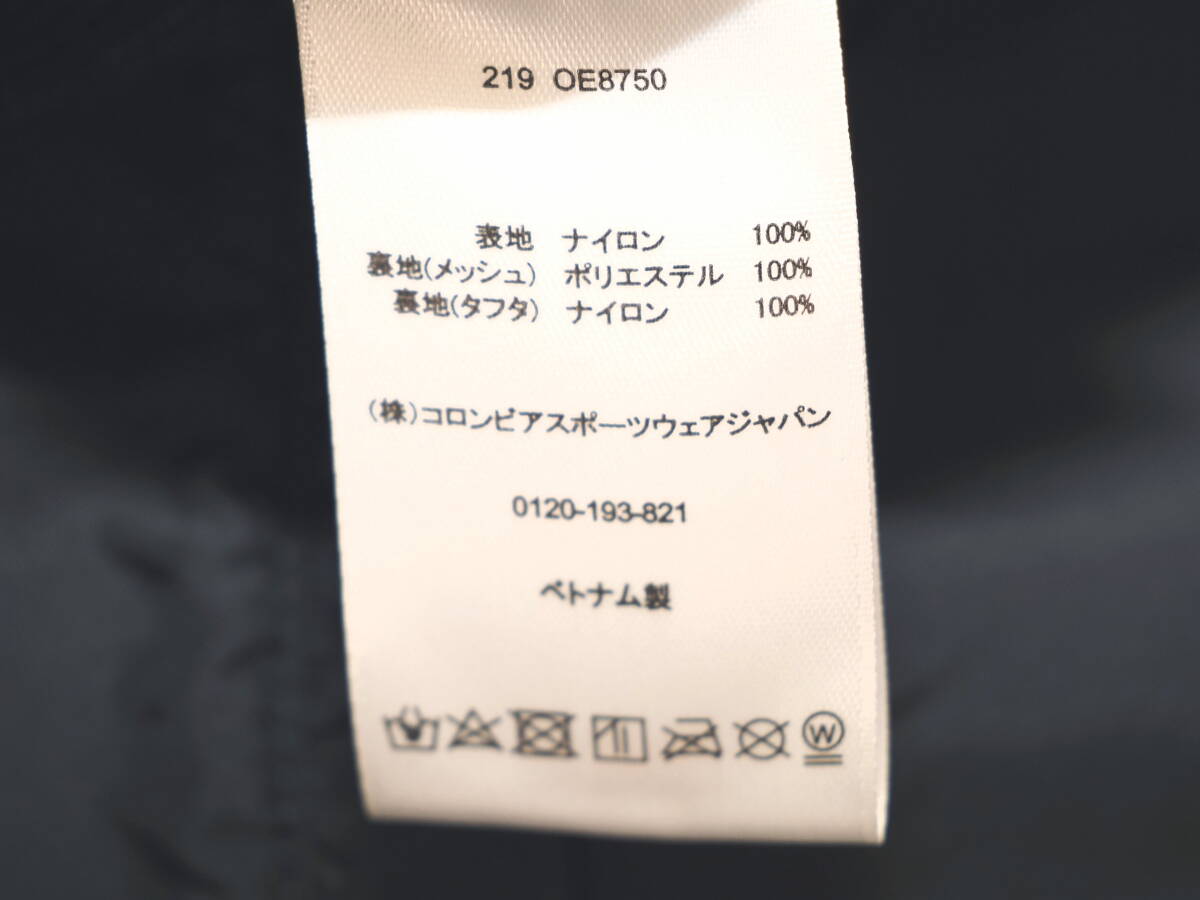 219 OE8750
表地 ナイロン 100%
裏地(メッシュ) ポリエステル 100%
裏地(タフタ) ナイロン 100%
(株)コロンビアスポーツウェアジャパン
0120-193-821
ベトナム製
W